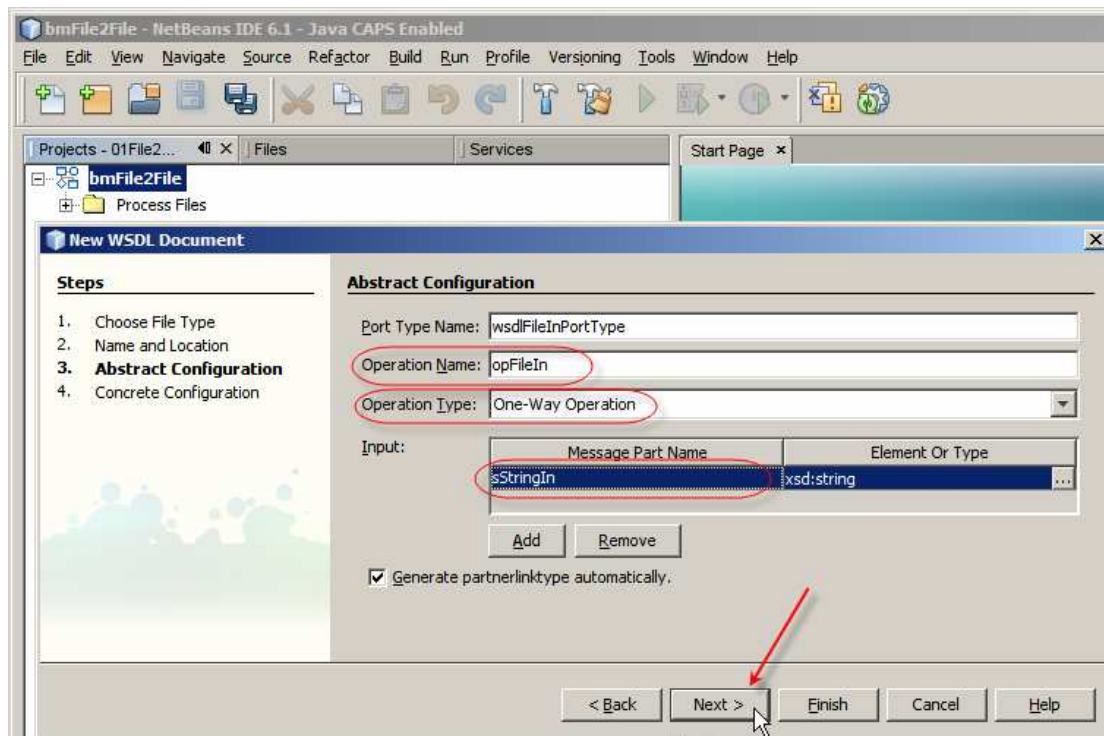 bmFile2File - NetBeans IDE 6.1 - Java CAPS Enabled
File Edit View Navigate Source Refactor Build Run Profile Versioning Tools Window Help
Projects - 01File2... Files Services Start Page
bmFile2File
Process Files
New WSDL Document
Steps
1. Choose File Type
2. Name and Location
3. Abstract Configuration
4. Concrete Configuration
Abstract Configuration
Port Type Name: wsdlFileInPortType
Operation Name: opFileIn
Operation Type: One-Way Operation
Input:
Message Part Name Element Or Type
sStringIn xsd:string ...
Add Remove
Generate partnerlinktype automatically.
< Back Next > Finish Cancel Help